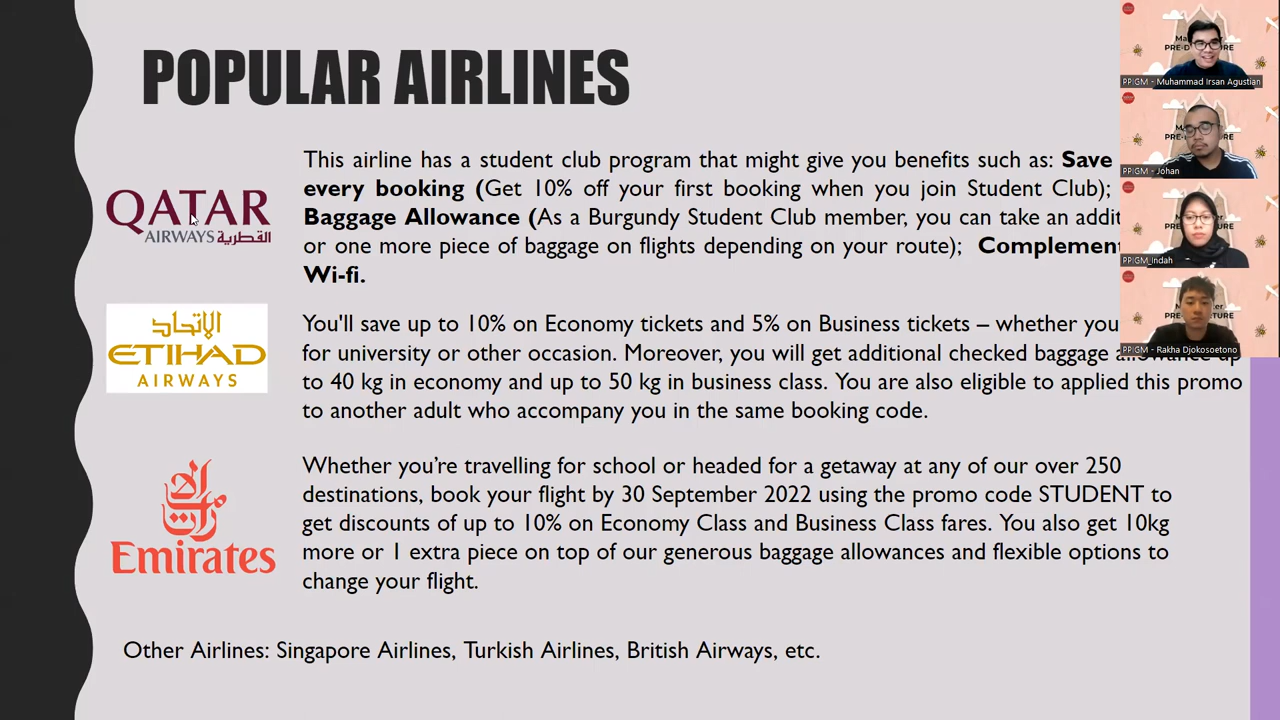 POPULAR AIRLINES
QATAR
AIRWAYS القطرية
This airline has a student club program that might give you benefits such as: Save
every booking (Get 10% off your first booking when you join Student Club);
Baggage Allowance (As a Burgundy Student Club member, you can take an addit
or one more piece of baggage on flights depending on your route); Complement
Wi-fi.
الاتحاد
ETIHAD
AIRWAYS
You'll save up to 10% on Economy tickets and 5% on Business tickets – whether you
for university or other occasion. Moreover, you will get additional checked baggage allowance up
to 40 kg in economy and up to 50 kg in business class. You are also eligible to applied this promo
to another adult who accompany you in the same booking code.
Emirates
Whether you’re travelling for school or headed for a getaway at any of our over 250
destinations, book your flight by 30 September 2022 using the promo code STUDENT to
get discounts of up to 10% on Economy Class and Business Class fares. You also get 10kg
more or 1 extra piece on top of our generous baggage allowances and flexible options to
change your flight.
Other Airlines: Singapore Airlines, Turkish Airlines, British Airways, etc.
PPIGM - Muhammad Irsan Agustian
PPIGM - Johan
PPIGM_Indah
PPIGM - Rakha Djokosoetono